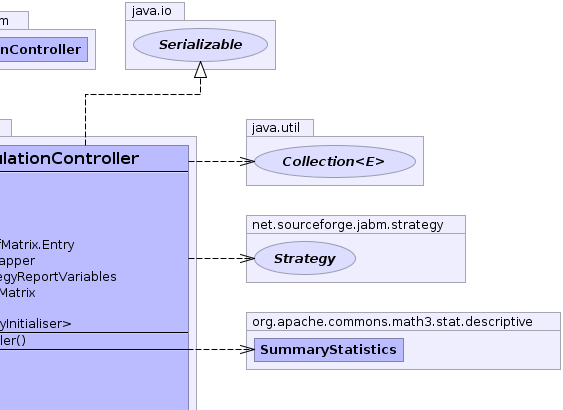 m
nController
java.io
Serializable
ulationController
fMatrix.Entry
apper
egyReportVariables
Matrix
yInitialiser>
ler()
java.util
Collection<E>
net.sourceforge.jabm.strategy
Strategy
org.apache.commons.math3.stat.descriptive
SummaryStatistics